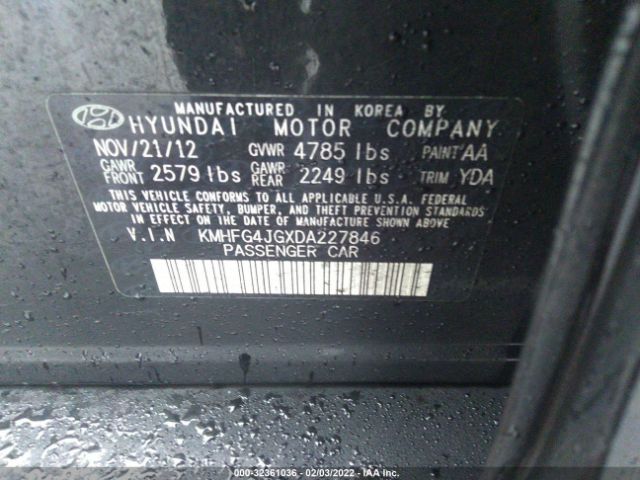 MANUFACTURED IN KOREA BY
HYUNDAI MOTOR COMPANY
NOV/21/12 GVWR 4785 lbs PAINT AA
GAWR FRONT 2579 lbs GAWR REAR 2249 lbs TRIM YDA
THIS VEHICLE CONFORMS TO ALL APPLICABLE U.S.A. FEDERAL
MOTOR VEHICLE SAFETY, BUMPER, AND THEFT PREVENTION STANDARDS
IN EFFECT ON THE DATE OF MANUFACTURE SHOWN ABOVE
V.I.N KMHFG4JGXDA227846
PASSENGER CAR
000-32361036 - 02/03/2022 - IAA Inc.